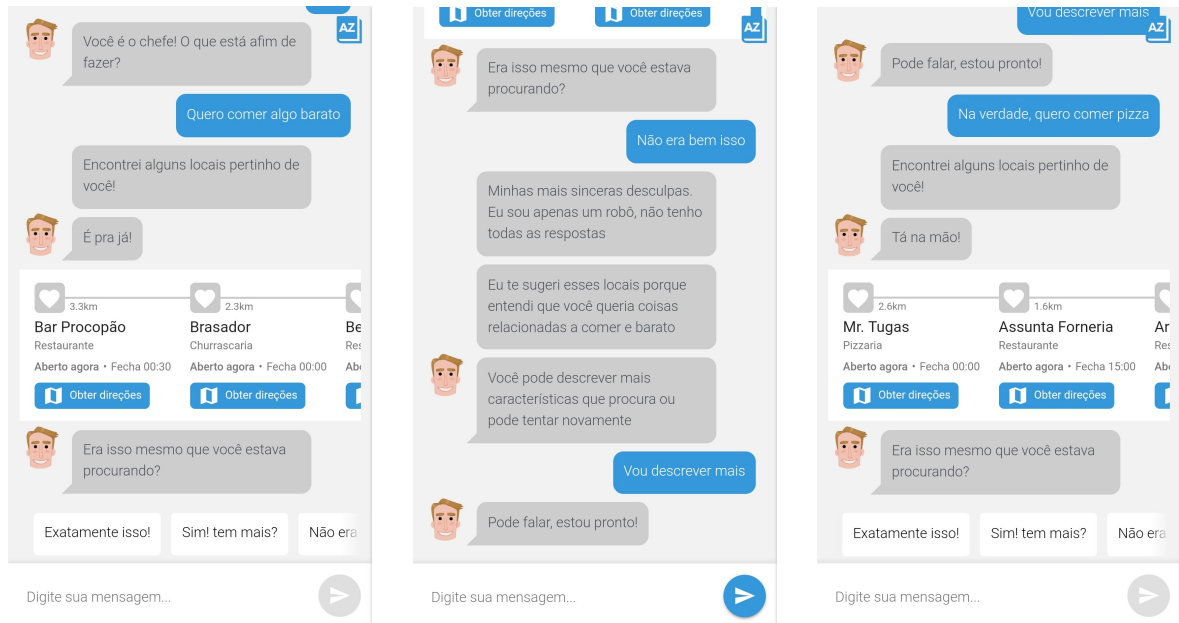 AZ
Você é o chefe! O que está afim de
fazer?
Quero comer algo barato
Encontrei alguns locais pertinho de
você!
É pra já!
3.3km
2.3km
Bar Procopão
Brasador
Be
Restaurante
Churrascaria
Res
Aberto agora • Fecha 00:30
Aberto agora • Fecha 00:00
Ab
Obter direções
Obter direções
Era isso mesmo que você estava
procurando?
Exatamente isso!
Sim! tem mais?
Não era
Digite sua mensagem...
Obter direções
Obter direções
AZ
Era isso mesmo que você estava
procurando?
Não era bem isso
Minhas mais sinceras desculpas.
Eu sou apenas um robô, não tenho
todas as respostas
Eu te sugeri esses locais porque
entendi que você queria coisas
relacionadas a comer e barato
Você pode descrever mais
características que procura ou
pode tentar novamente
Vou descrever mais
Pode falar, estou pronto!
Digite sua mensagem...
Vou descrever mais
AZ
Pode falar, estou pronto!
Na verdade, quero comer pizza
Encontrei alguns locais pertinho de
você!
Tá na mão!
2.6km
1.6km
Mr. Tugas
Assunta Forneria
Ar
Pizzaria
Restaurante
Res
Aberto agora • Fecha 00:00
Aberto agora • Fecha 15:00
Ab
Obter direções
Obter direções
Era isso mesmo que você estava
procurando?
Exatamente isso!
Sim! tem mais?
Não era
Digite sua mensagem...